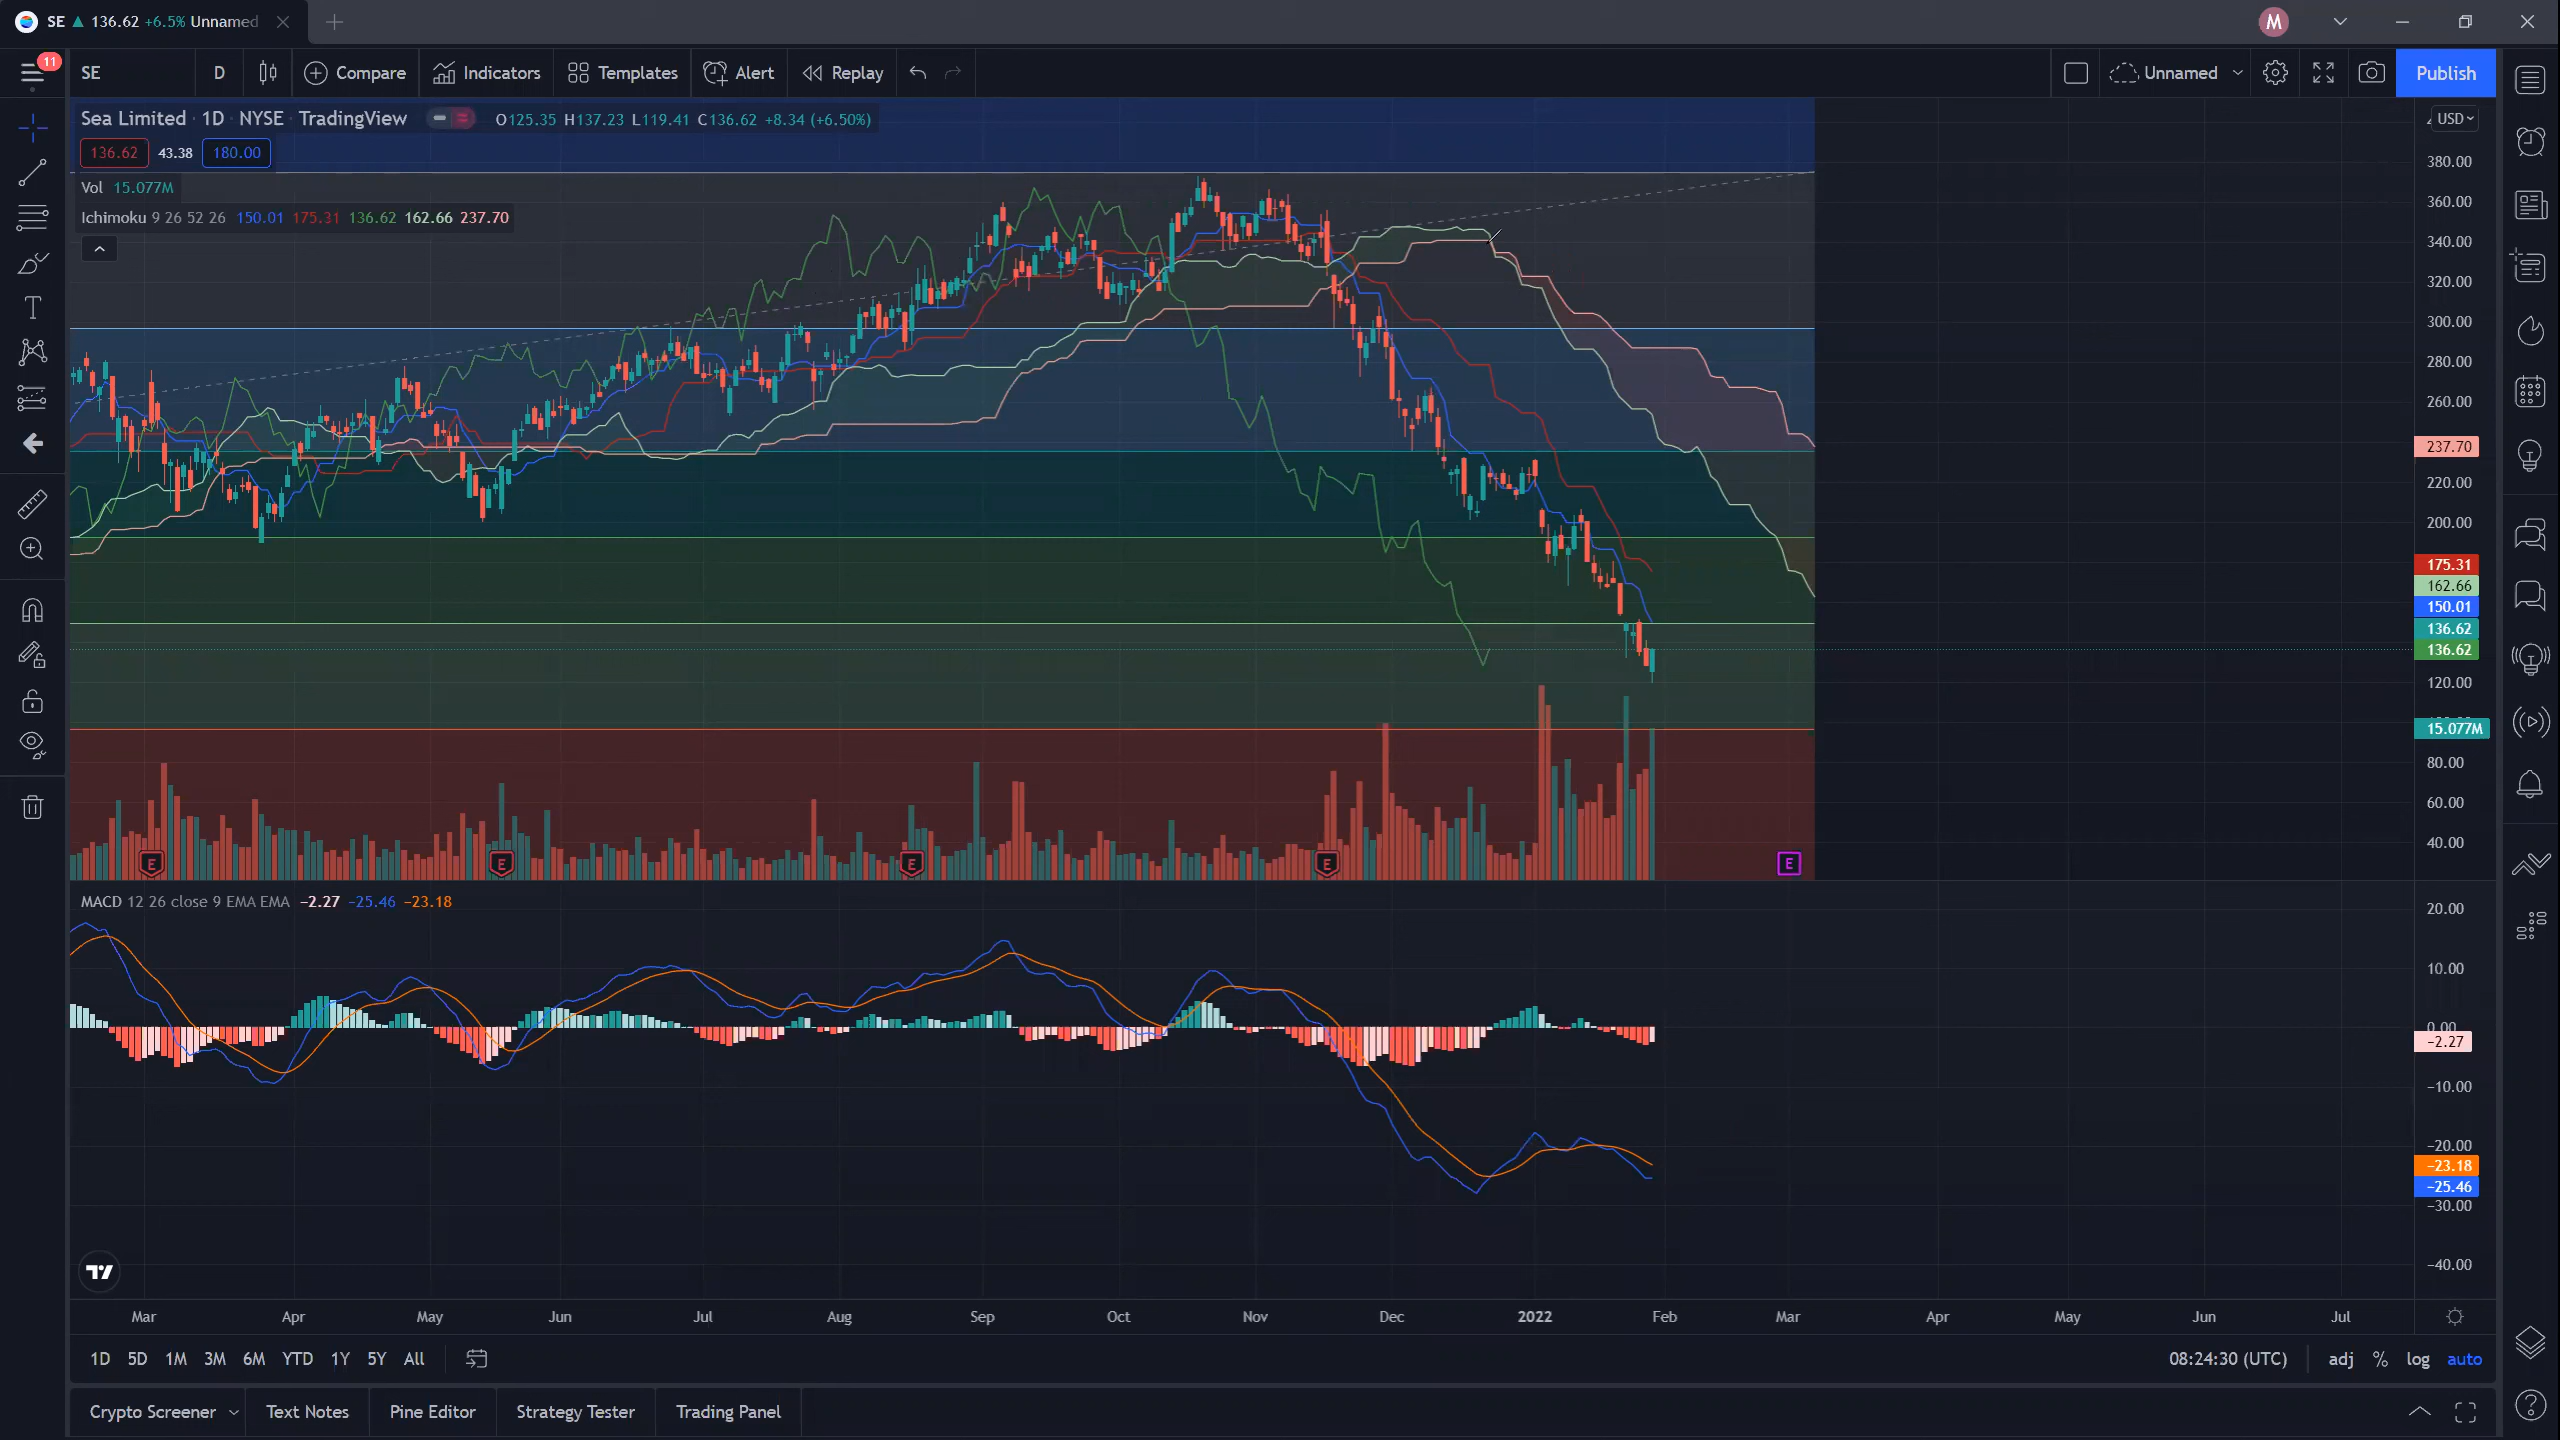 SE ▲ 136.62 +6.5% Unnamed
M
11
SE D Compare Indicators Templates Alert Replay Unnamed Publish
Sea Limited · 1D · NYSE · TradingView O125.35 H137.23 L119.41 C136.62 +8.34 (+6.50%)
USD
136.62 43.38 180.00
Vol 15.077M
Ichimoku 9 26 52 26 150.01 175.31 136.62 162.66 237.70
380.00
360.00
340.00
320.00
300.00
280.00
260.00
237.70
220.00
200.00
175.31
162.66
150.01
136.62
136.62
120.00
15.077M
80.00
60.00
40.00
E E E E E
MACD 12 26 close 9 EMA EMA −2.27 −25.46 −23.18
20.00
10.00
0.00
−2.27
−10.00
−20.00
−23.18
−25.46
−30.00
−40.00
Mar Apr May Jun Jul Aug Sep Oct Nov Dec 2022 Feb Mar Apr May Jun Jul
1D 5D 1M 3M 6M YTD 1Y 5Y All 08:24:30 (UTC) adj % log auto
Crypto Screener Text Notes Pine Editor Strategy Tester Trading Panel